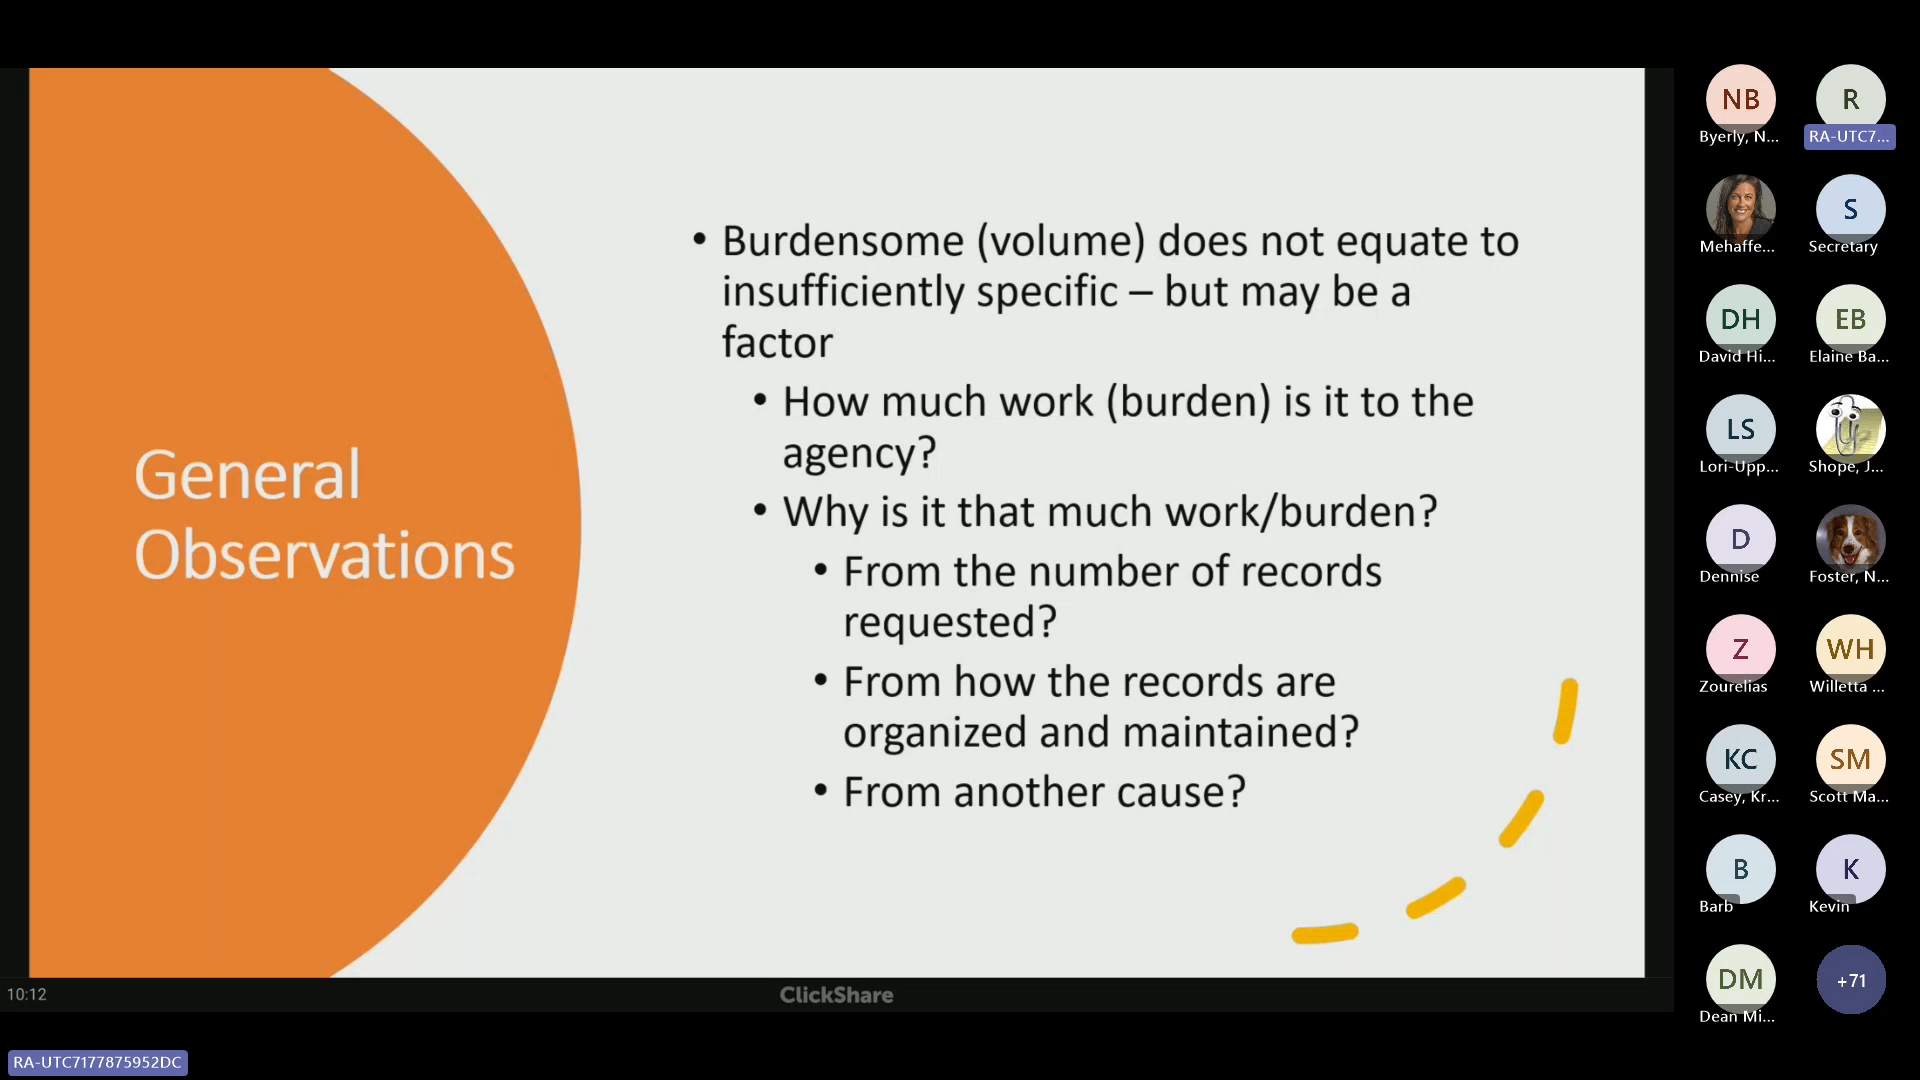 General
Observations
• Burdensome (volume) does not equate to
insufficiently specific – but may be a
factor
• How much work (burden) is it to the
agency?
• Why is it that much work/burden?
• From the number of records
requested?
• From how the records are
organized and maintained?
• From another cause?
10:12
ClickShare
RA-UTC7177875952DC
NB
Byerly, N...
R
RA-UTC7...
Mehaffe...
S
Secretary
DH
David Hi...
EB
Elaine Ba...
LS
Lori-Upp...
Shope, J...
D
Dennise
Foster, N...
Z
Zourelias
WH
Willetta ...
KC
Casey, Kr...
SM
Scott Ma...
B
Barb
K
Kevin
DM
Dean Mi...
+71